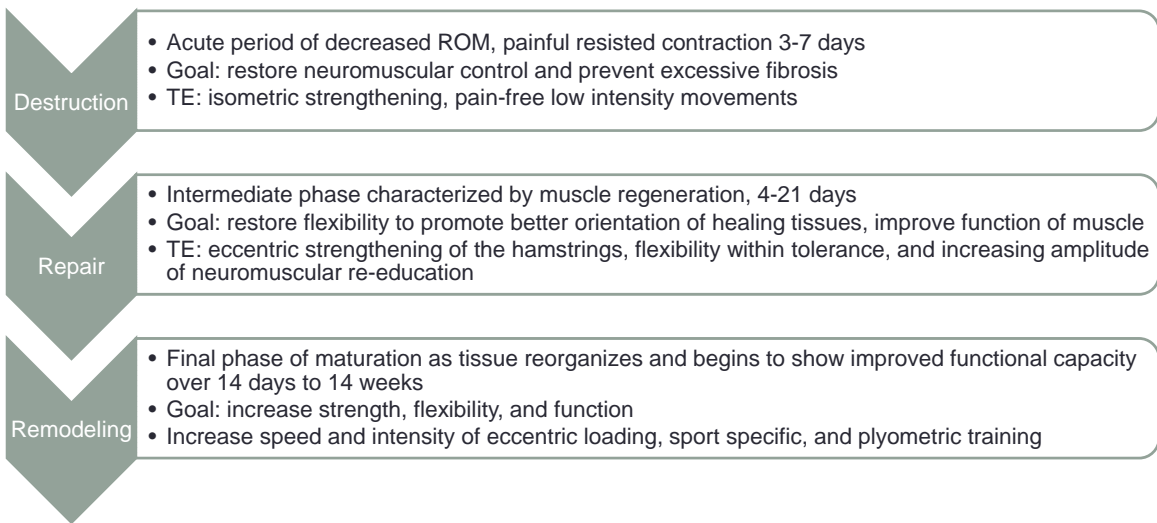 Destruction
• Acute period of decreased ROM, painful resisted contraction 3-7 days
• Goal: restore neuromuscular control and prevent excessive fibrosis
• TE: isometric strengthening, pain-free low intensity movements
Repair
• Intermediate phase characterized by muscle regeneration, 4-21 days
• Goal: restore flexibility to promote better orientation of healing tissues, improve function of muscle
• TE: eccentric strengthening of the hamstrings, flexibility within tolerance, and increasing amplitude
of neuromuscular re-education
Remodeling
• Final phase of maturation as tissue reorganizes and begins to show improved functional capacity
over 14 days to 14 weeks
• Goal: increase strength, flexibility, and function
• Increase speed and intensity of eccentric loading, sport specific, and plyometric training